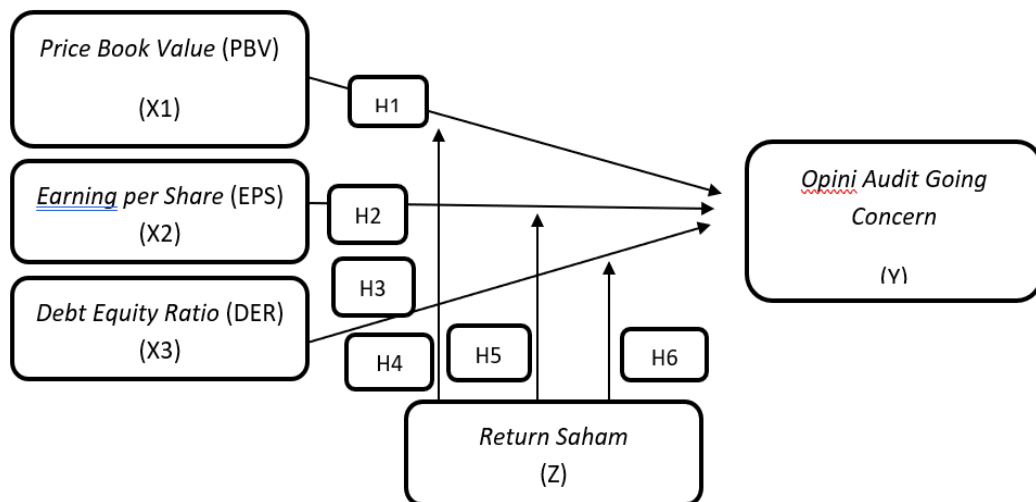 Price Book Value (PBV)
(X1)
H1
Earning per Share (EPS)
(X2)
H2
Debt Equity Ratio (DER)
(X3)
H3
H4
H5
H6
Opini Audit Going
Concern
(Y)
Return Saham
(Z)